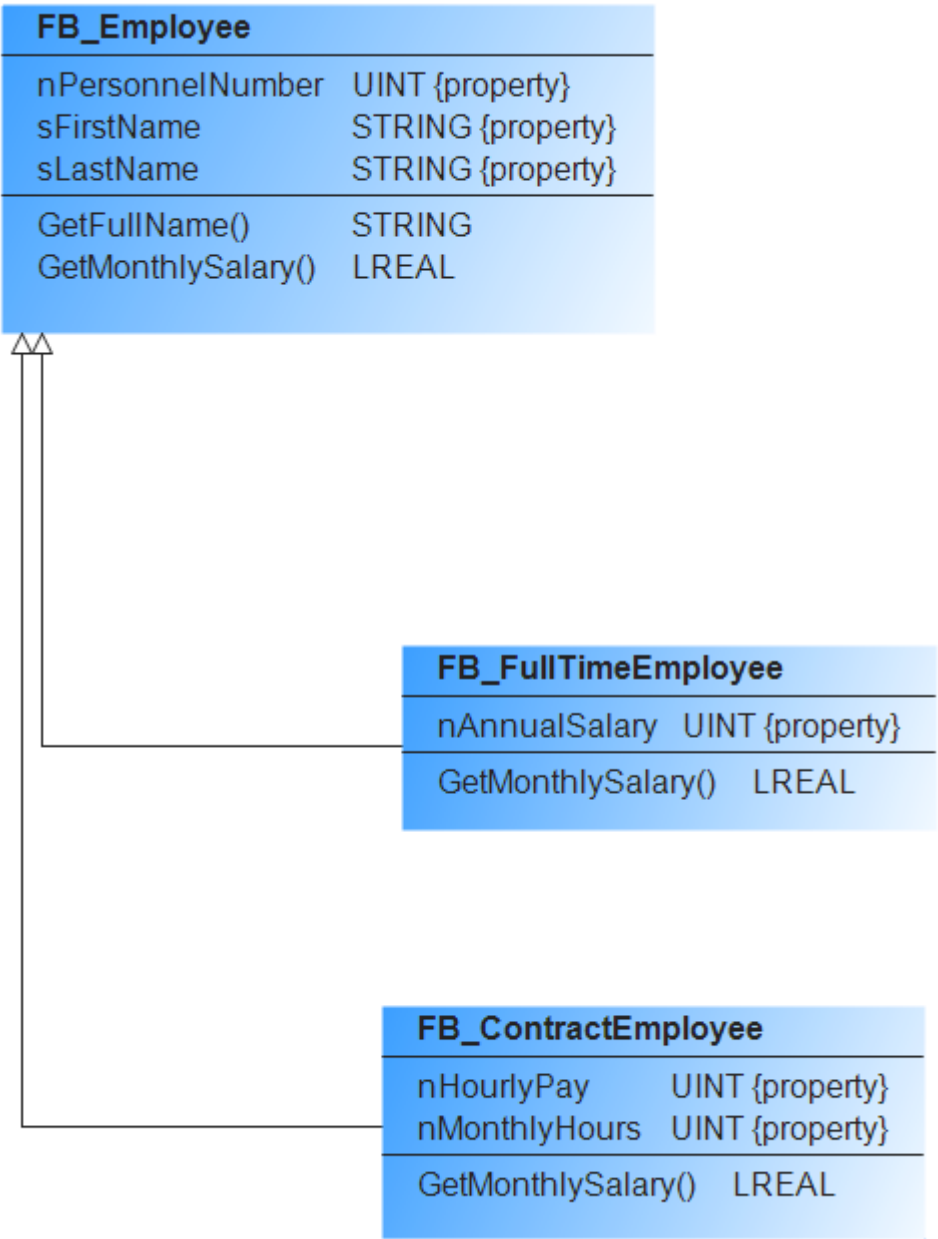 FB_Employee
nPersonnelNumber UINT {property}
sFirstName STRING {property}
sLastName STRING {property}
GetFullName() STRING
GetMonthlySalary() LREAL
FB_FullTimeEmployee
nAnnualSalary UINT {property}
GetMonthlySalary() LREAL
FB_ContractEmployee
nHourlyPay UINT {property}
nMonthlyHours UINT {property}
GetMonthlySalary() LREAL